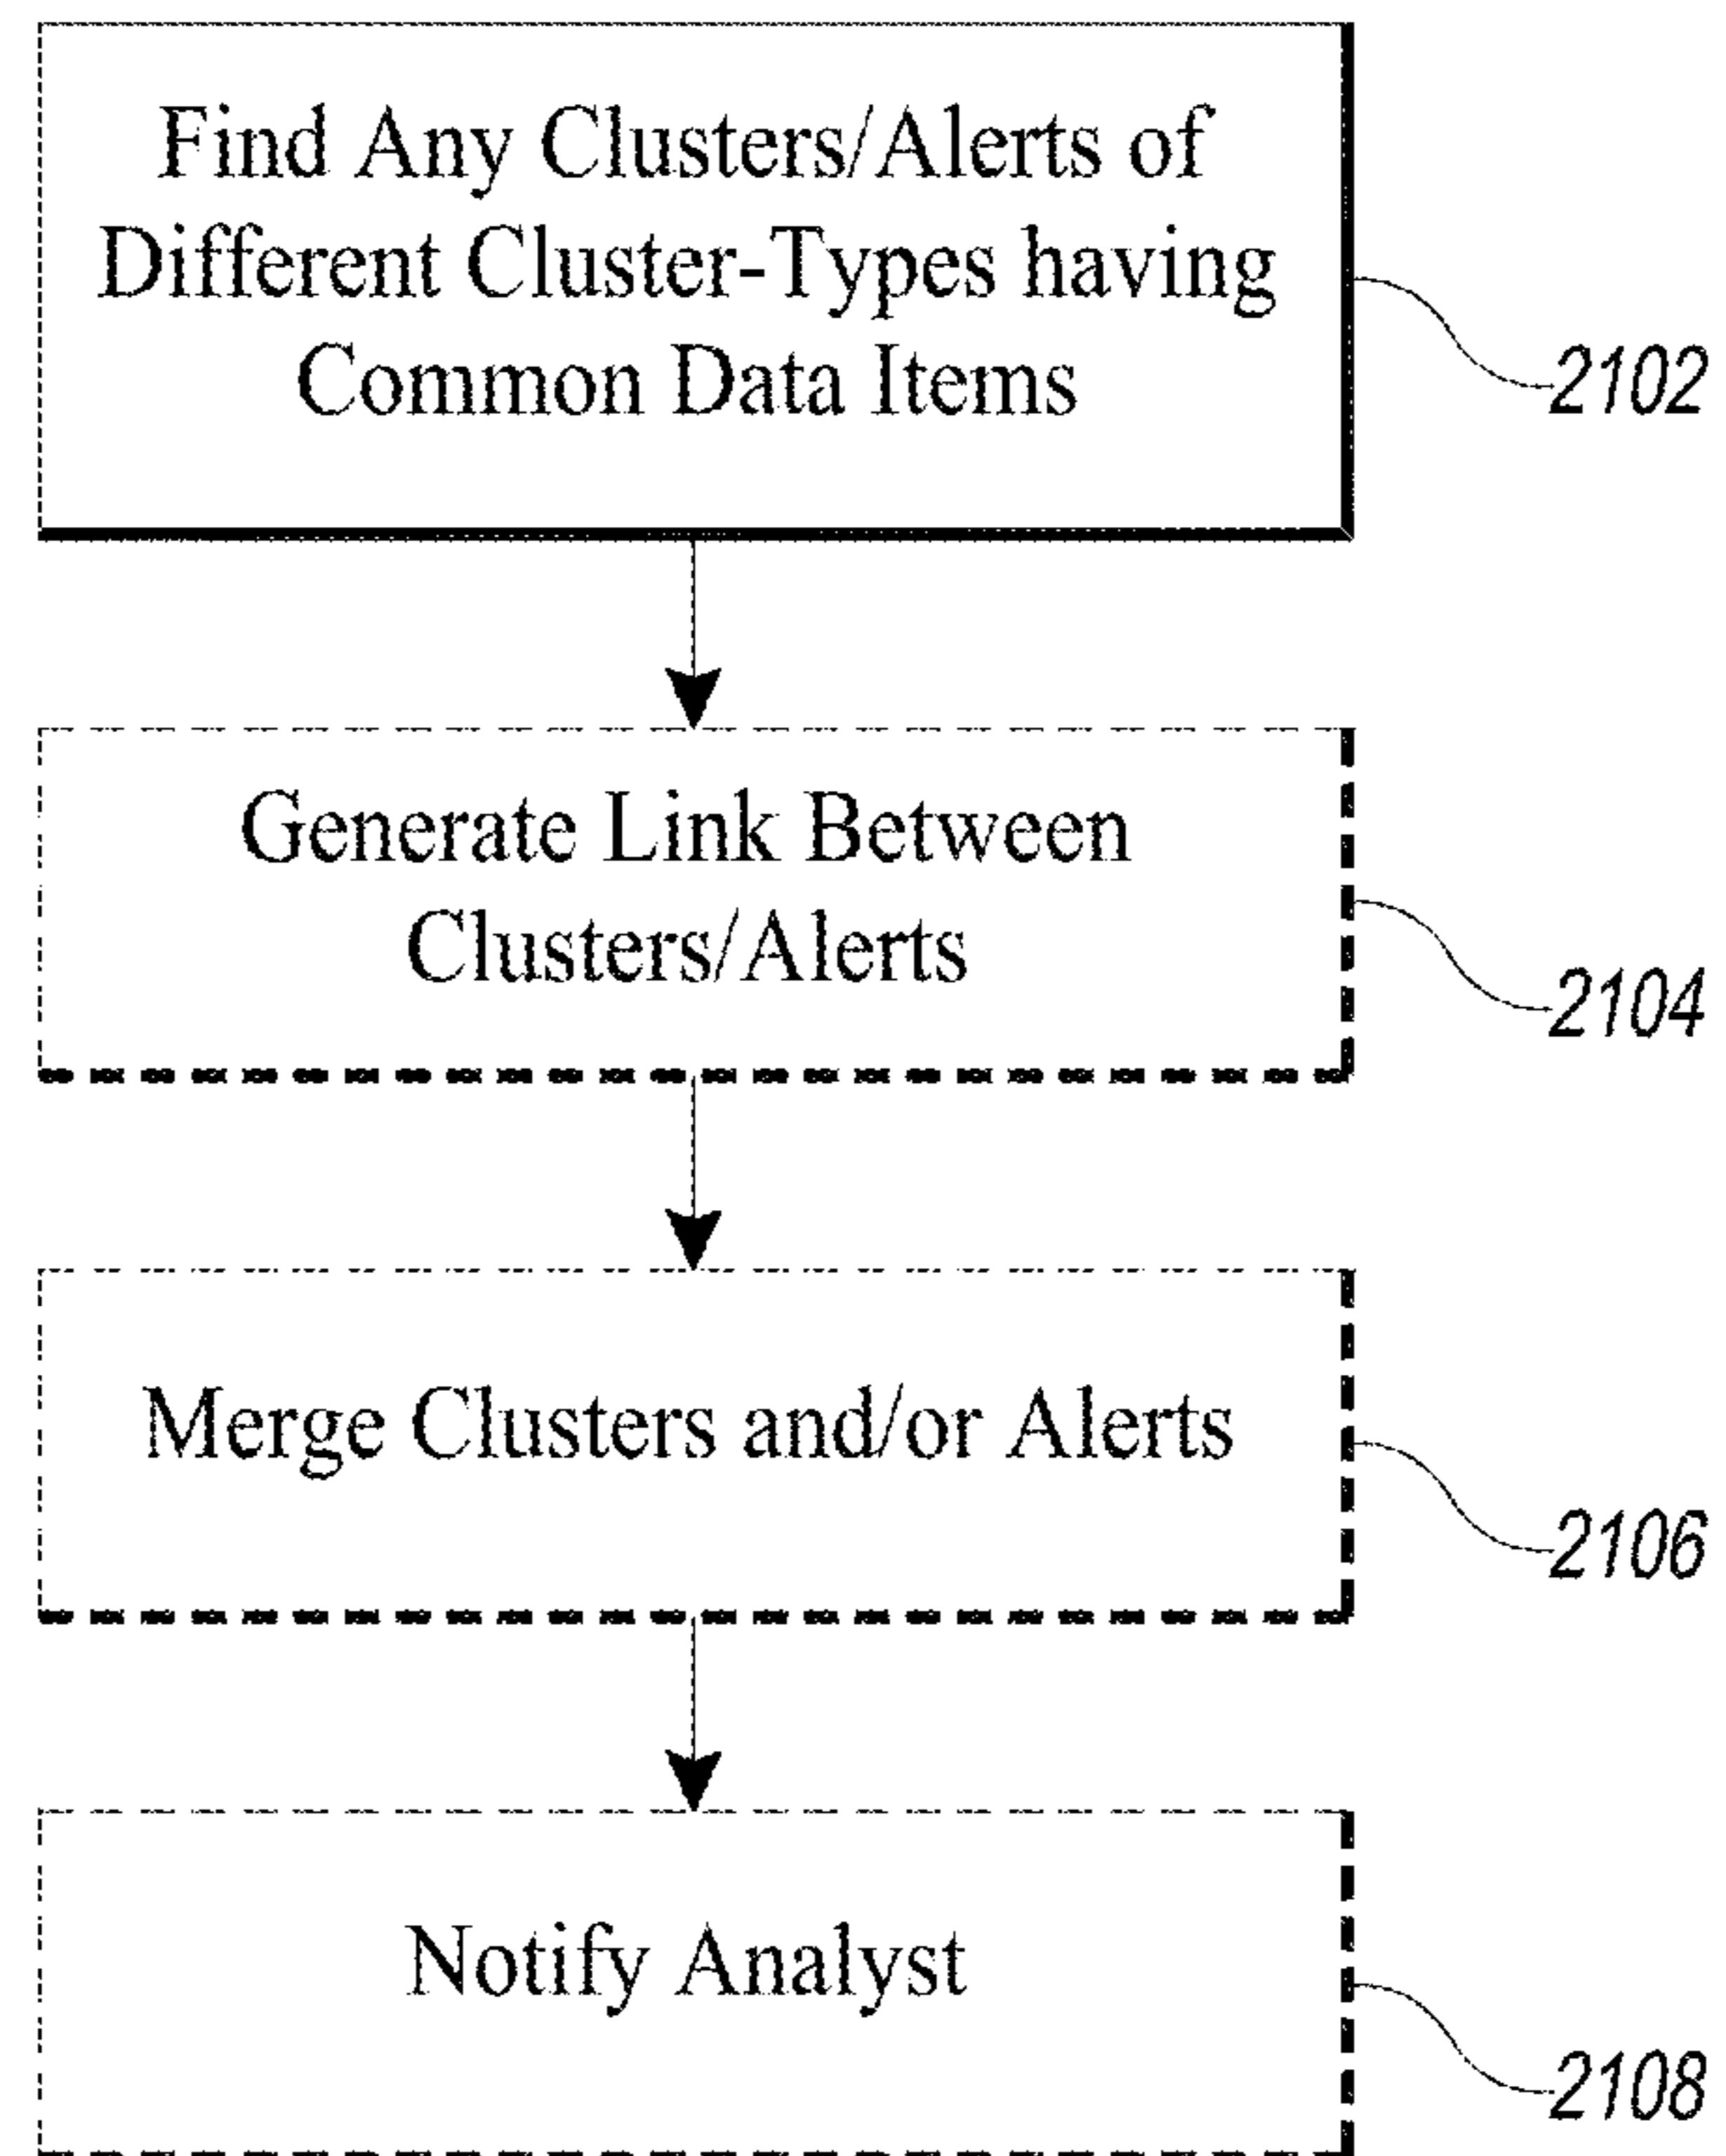 Find Any Clusters/Alerts of
Different Cluster-Types having
Common Data Items
2102
Generate Link Between
Clusters/Alerts
2104
Merge Clusters and/or Alerts
2106
Notify Analyst
2108